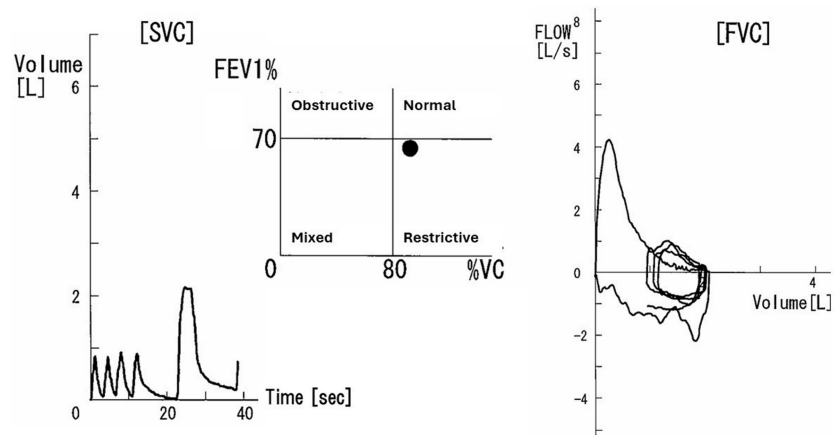 [SVC]
Volume
[L]
6
4
2
0
20
40
Time [sec]
FEV1%
Obstructive
Normal
70
Mixed
Restrictive
0
80
%VC
[FVC]
FLOW
[L/s]
8
6
4
2
0
-2
-4
4
Volume[L]